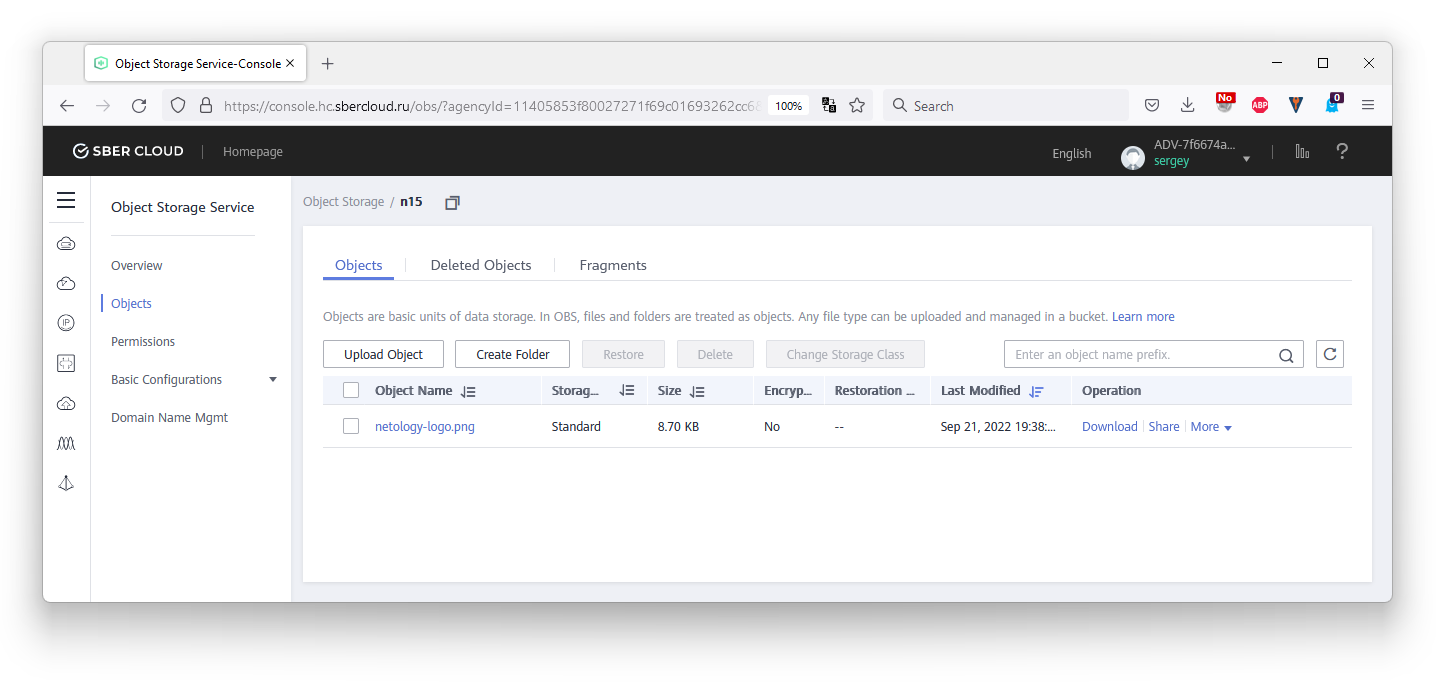 Object Storage Service-Console
https://console.hc.sbercloud.ru/obs/?agencyId=11405853f80027271f69c01693262cc6
100%
Search
No
ABP
0
SBER CLOUD
Homepage
English
ADV-7f6674a...
sergey
Object Storage Service
Overview
Objects
Permissions
Basic Configurations
Domain Name Mgmt
IP
Object Storage / n15
Objects
Deleted Objects
Fragments
Objects are basic units of data storage. In OBS, files and folders are treated as objects. Any file type can be uploaded and managed in a bucket. Learn more
Upload Object
Create Folder
Restore
Delete
Change Storage Class
Enter an object name prefix.
Object Name Storag... Size Encryp... Restoration ... Last Modified Operation
netology-logo.png Standard 8.70 KB No -- Sep 21, 2022 19:38:... Download Share More